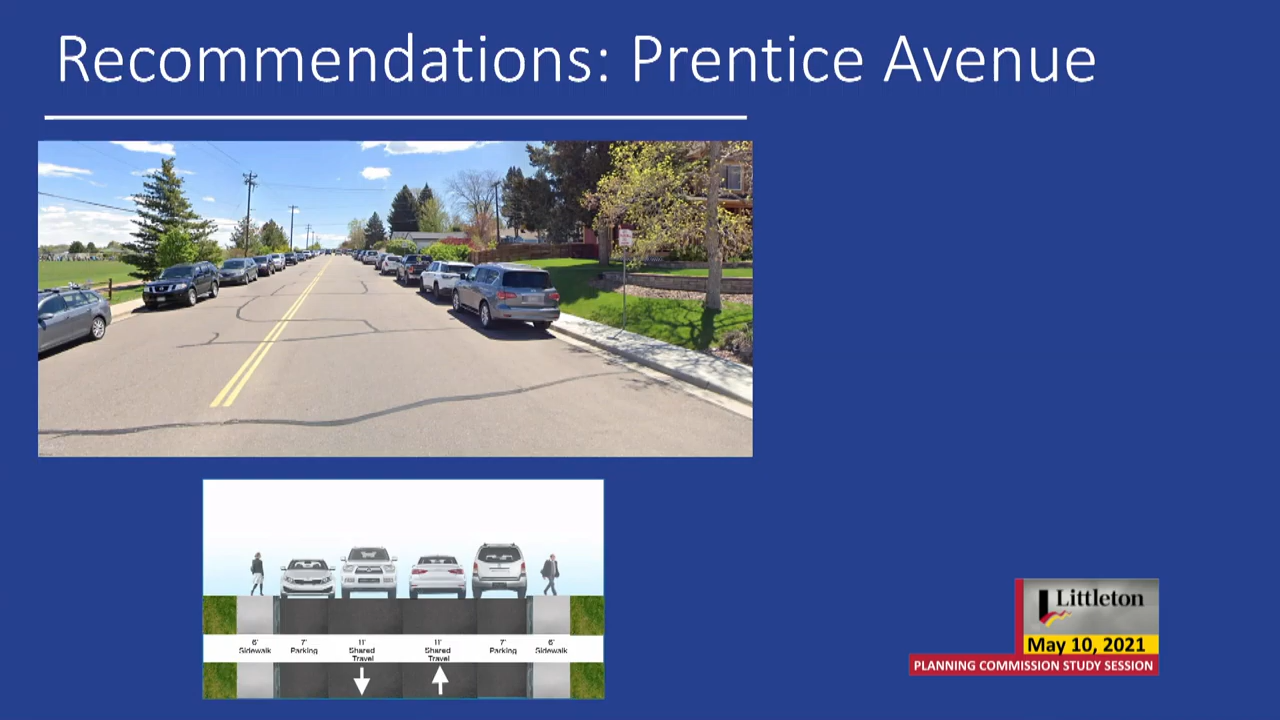 Recommendations: Prentice Avenue
6' 7' 11' 11' 7' 6'
Sidewalk Parking Shared Shared Parking Sidewalk
Travel Travel
Littleton
May 10, 2021
PLANNING COMMISSION STUDY SESSION